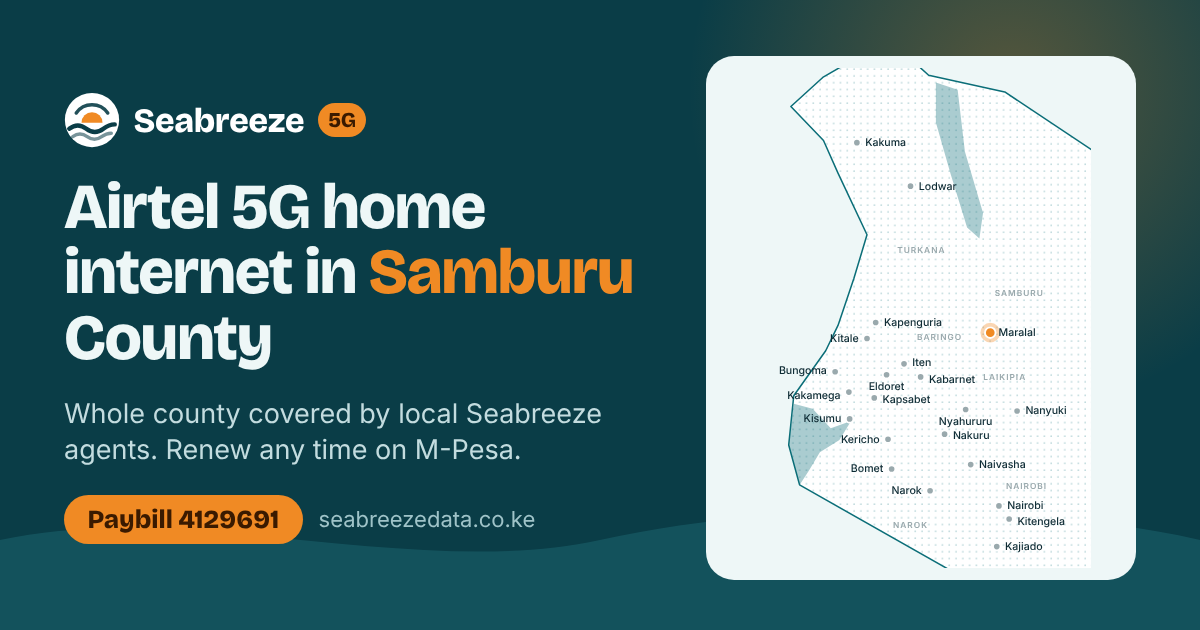 Seabreeze 5G
Airtel 5G home
internet in Samburu
County
Whole county covered by local Seabreeze
agents. Renew any time on M-Pesa.
Paybill 4129691
seabreezedata.co.ke
Kakuma
Lodwar
TURKANA
SAMBURU
Kapenguria
Maralal
Kitale
BARINGO
Iten
Bungoma
Kabarnet
LAIKIPIA
Eldoret
Kakamega
Kapsabet
Nanyuki
Kisumu
Nyahururu
Kericho
Nakuru
Bomet
Naivasha
NAIROBI
Narok
Nairobi
Kitengela
NAROK
Kajiado